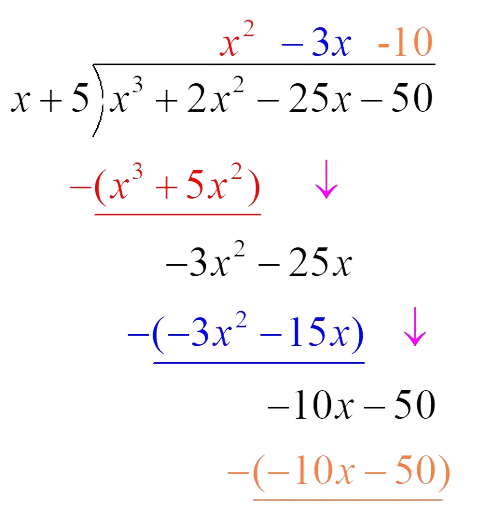 x² − 3x -10
x + 5)x³ + 2x² − 25x − 50
−(x³ + 5x²) ↓
−3x² − 25x
−(−3x² − 15x) ↓
−10x − 50
−(−10x − 50)